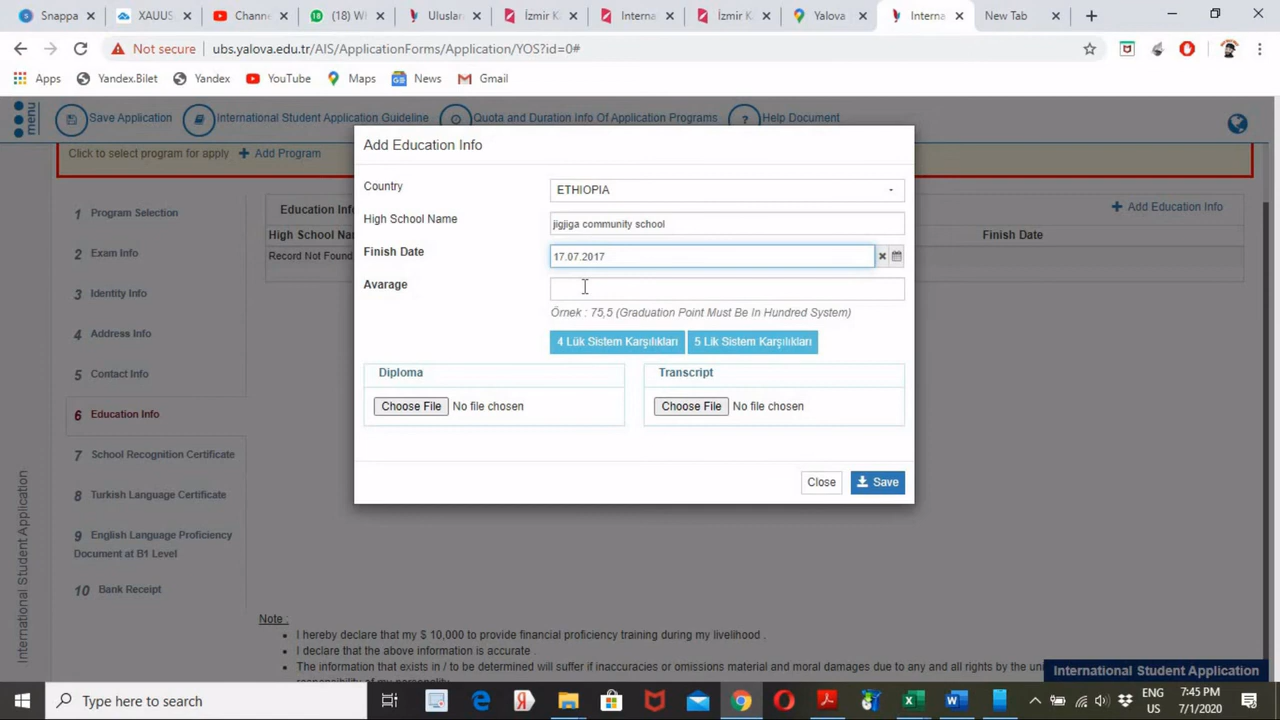 Snappa
XAUUS
Channe
(18) W
Uluslar
İzmir K
Interna
İzmir
Yalova
Interna
New Tab
Not secure
ubs.yalova.edu.tr/AIS/ApplicationForms/Application/YOS?id=0#
Apps
Yandex.Bilet
Yandex
YouTube
Maps
News
Gmail
menu
Save Application
International Student Application Guideline
Quota and Duration Info Of Application Programs
Help Document
Click to select program for apply
Add Program
Add Education Info
1 Program Selection
2 Exam Info
3 Identity Info
4 Address Info
5 Contact Info
6 Education Info
7 School Recognition Certificate
8 Turkish Language Certificate
9 English Language Proficiency
Document at B1 Level
10 Bank Receipt
International Student Application
Education Inf
High School Na
Record Not Found
Add Education Info
Finish Date
Country
ETHIOPIA
High School Name
jigjiga community school
Finish Date
17.07.2017
Avarage
Örnek : 75,5 (Graduation Point Must Be In Hundred System)
4 Lük Sistem Karşılıkları
5 Lik Sistem Karşılıkları
Diploma
Choose File No file chosen
Transcript
Choose File No file chosen
Close
Save
Note :
I hereby declare that my $ 10,000 to provide financial proficiency training during my livelihood .
I declare that the above information is accurate .
The information that exists in / to be determined will suffer if inaccuracies or omissions material and moral damages due to any and all rights by the uni
International Student Application
Type here to search
ENG
US
7:45 PM
7/1/2020